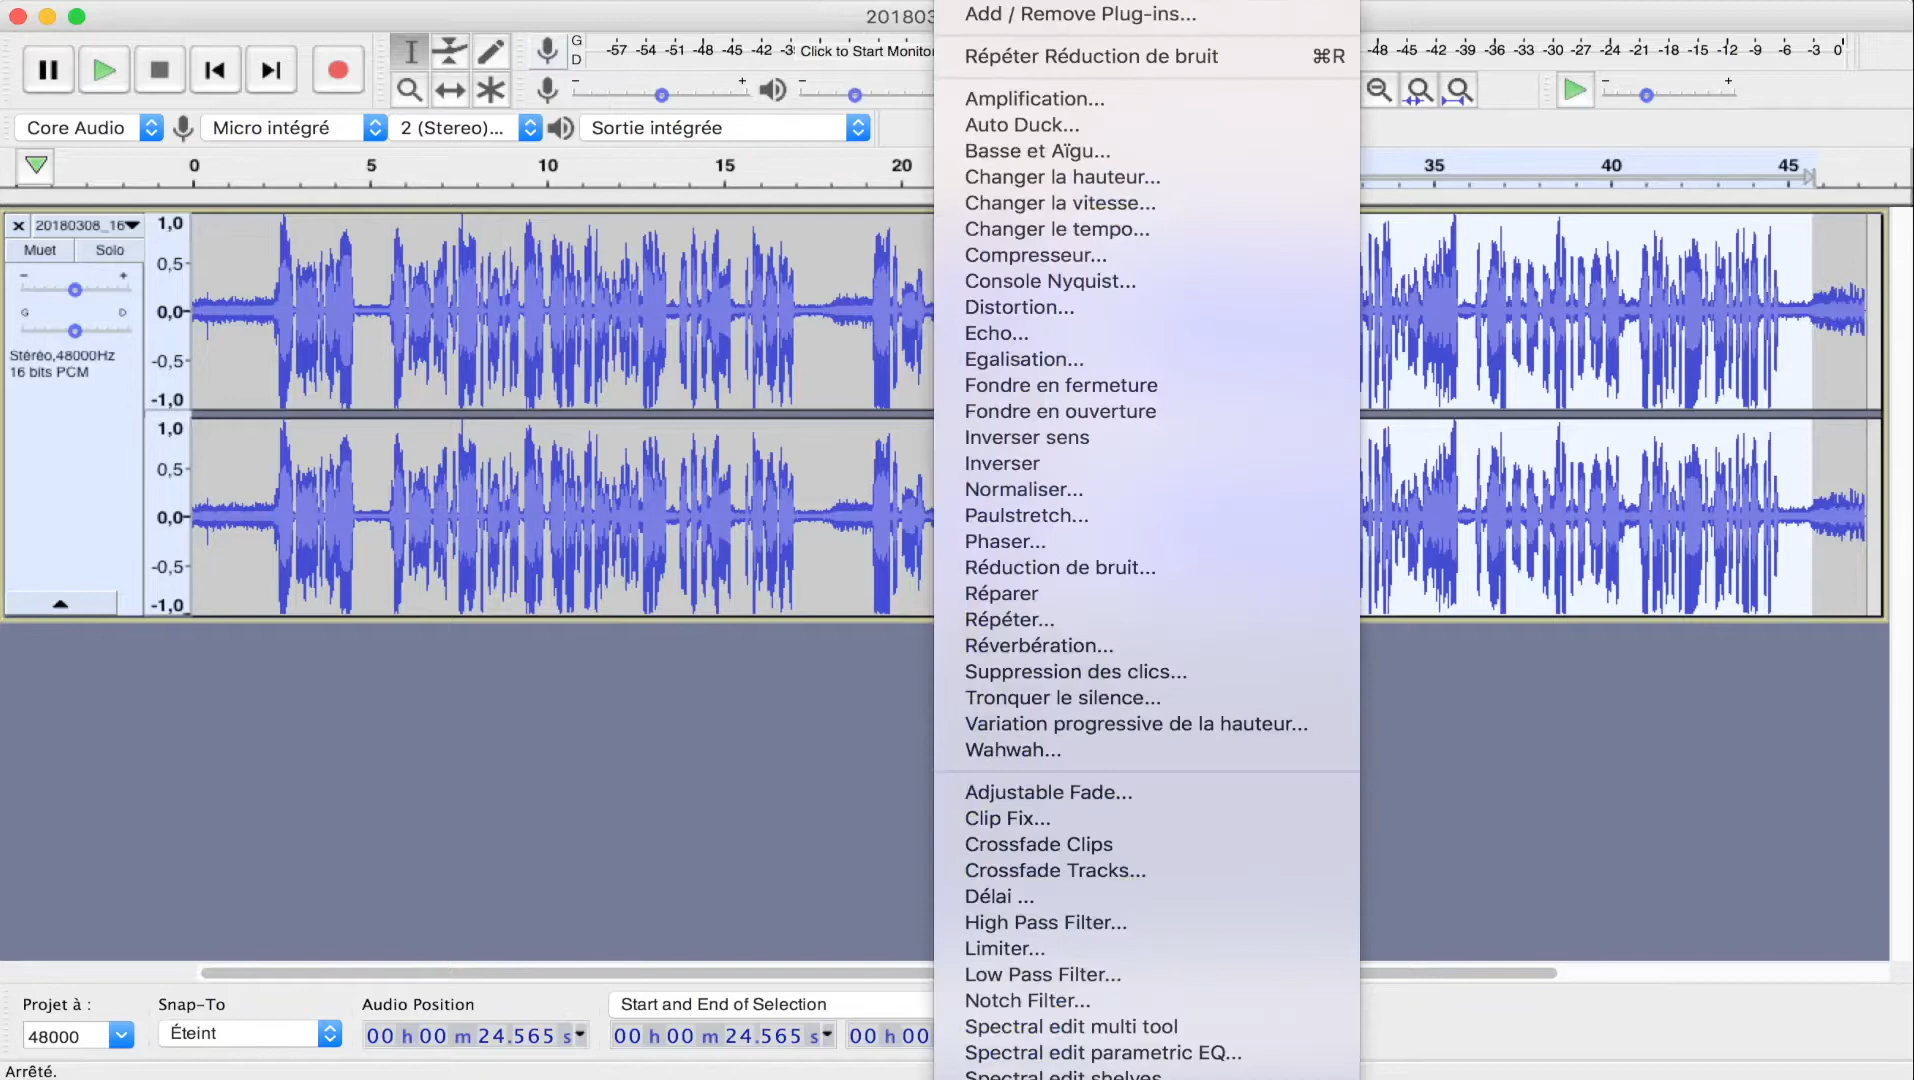 201803
Add / Remove Plug-ins...
Répéter Réduction de bruit ⌘R
G
D
-57 -54 -51 -48 -45 -42 Click to Start Monito
-48 -45 -42 -39 -36 -33 -30 -27 -24 -21 -18 -15 -12 -9 -6 -3 0
- +
- +
Core Audio
Micro intégré
2 (Stereo)...
Sortie intégrée
0 5 10 15 20 35 40 45
20180308_16
Muet Solo
- +
G D
Stéréo,48000Hz
16 bits PCM
1,0
0,5-
0,0-
-0,5-
-1,0
1,0
0,5-
0,0-
-0,5-
-1,0
Amplification...
Auto Duck...
Basse et Aïgu...
Changer la hauteur...
Changer la vitesse...
Changer le tempo...
Compresseur...
Console Nyquist...
Distortion...
Echo...
Egalisation...
Fondre en fermeture
Fondre en ouverture
Inverser sens
Inverser
Normaliser...
Paulstretch...
Phaser...
Réduction de bruit...
Réparer
Répéter...
Réverbération...
Suppression des clics...
Tronquer le silence...
Variation progressive de la hauteur...
Wahwah...
Adjustable Fade...
Clip Fix...
Crossfade Clips
Crossfade Tracks...
Délai ...
High Pass Filter...
Limiter...
Low Pass Filter...
Notch Filter...
Spectral edit multi tool
Spectral edit parametric EQ...
Spectral edit shelves
Projet à :
48000
Snap-To
Éteint
Audio Position
00 h 00 m 24.565 s
Start and End of Selection
00 h 00 m 24.565 s
00 h 00
Arrêté.